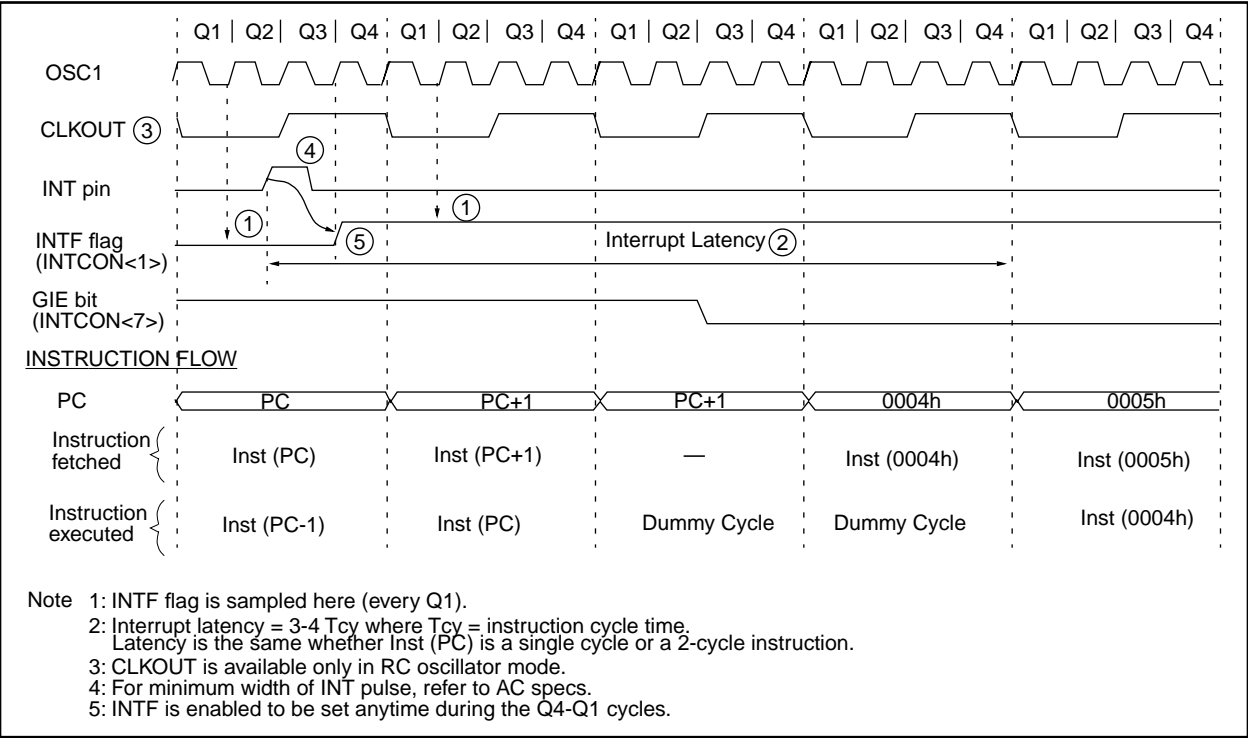 Q1 | Q2 | Q3 | Q4 Q1 | Q2 | Q3 | Q4 Q1 | Q2 | Q3 | Q4 Q1 | Q2 | Q3 | Q4 Q1 | Q2 | Q3 | Q4
OSC1
CLKOUT 3
4
INT pin
1 1
INTF flag
(INTCON<1>)
5
Interrupt Latency 2
GIE bit
(INTCON<7>)
INSTRUCTION FLOW
PC PC PC+1 PC+1 0004h 0005h
Instruction
fetched
Inst (PC) Inst (PC+1) — Inst (0004h) Inst (0005h)
Instruction
executed
Inst (PC-1) Inst (PC) Dummy Cycle Dummy Cycle Inst (0004h)
Note 1: INTF flag is sampled here (every Q1).
2: Interrupt latency = 3-4 Tcy where Tcy = instruction cycle time.
Latency is the same whether Inst (PC) is a single cycle or a 2-cycle instruction.
3: CLKOUT is available only in RC oscillator mode.
4: For minimum width of INT pulse, refer to AC specs.
5: INTF is enabled to be set anytime during the Q4-Q1 cycles.